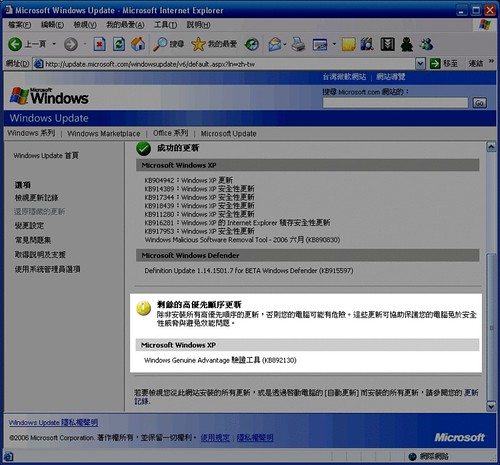 Microsoft Windows Update - Microsoft Internet Explorer
檔案(F) 編輯(E) 檢視(V) 我的最愛(A) 工具(T) 說明(H)
上一頁 搜尋 我的最愛
網址(D) http://update.microsoft.com/windowsupdate/v6/default.aspx?ln=zh-tw 移至 連結
台灣微軟網站 | 網站導覽
Microsoft Windows
搜尋 Microsoft.com 網站的：
Go
Windows Update
Windows 系列 | Windows Marketplace | Office 系列 | Microsoft Update
Windows Update 首頁
選項
檢視更新記錄
還原隱藏的更新
變更設定
常見問題集
取得說明及支援
使用系統管理員選項
成功的更新
Microsoft Windows XP
KB904942：Windows XP 更新
KB914389：Windows XP 安全性更新
KB917344：Windows XP 安全性更新
KB918439：Windows XP 安全性更新
KB911280：Windows XP 安全性更新
KB916281：Windows XP 的 Internet Explorer 積存安全性更新
KB917953：Windows XP 安全性更新
Windows Malicious Software Removal Tool - 2006 六月 (KB890830)
Microsoft Windows Defender
Definition Update 1.14.1501.7 for BETA Windows Defender (KB915597)
剩餘的高優先順序更新
除非安裝所有高優先順序的更新，否則您的電腦可能有危險。這些更新可協助保護您的電腦免於安
全性威脅與避免效能問題。
Microsoft Windows XP
Windows Genuine Advantage 驗證工具 (KB892130)
若要檢視您從此網站安裝的所有更新，或是透過智動電腦的 [自動更新] 而安裝的所有更新，請參閱您的 更新
記錄.
Windows Update 隱私權聲明
©2006 Microsoft Corporation. 著作權所有，並保留一切權利。 使用規定 | 隱私權聲明
Microsoft
網際網路